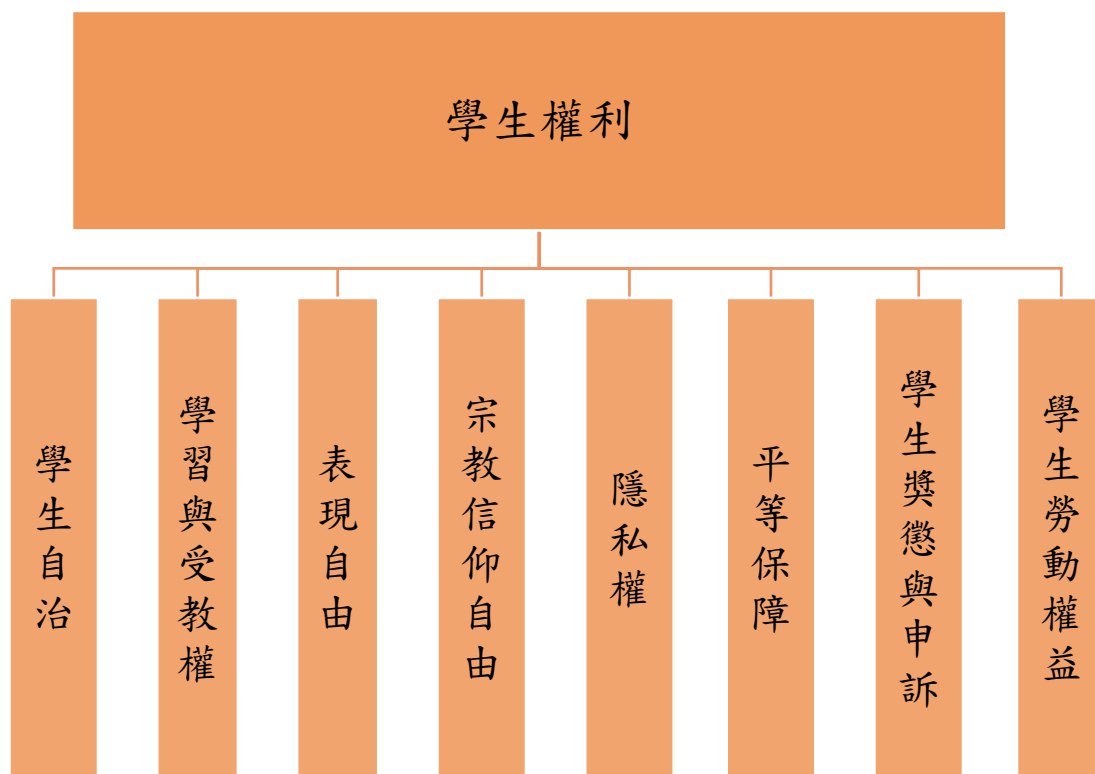 學生權利
學生自治
學習與受教權
表現自由
宗教信仰自由
隱私權
平等保障
學生獎懲與申訴
學生勞動權益